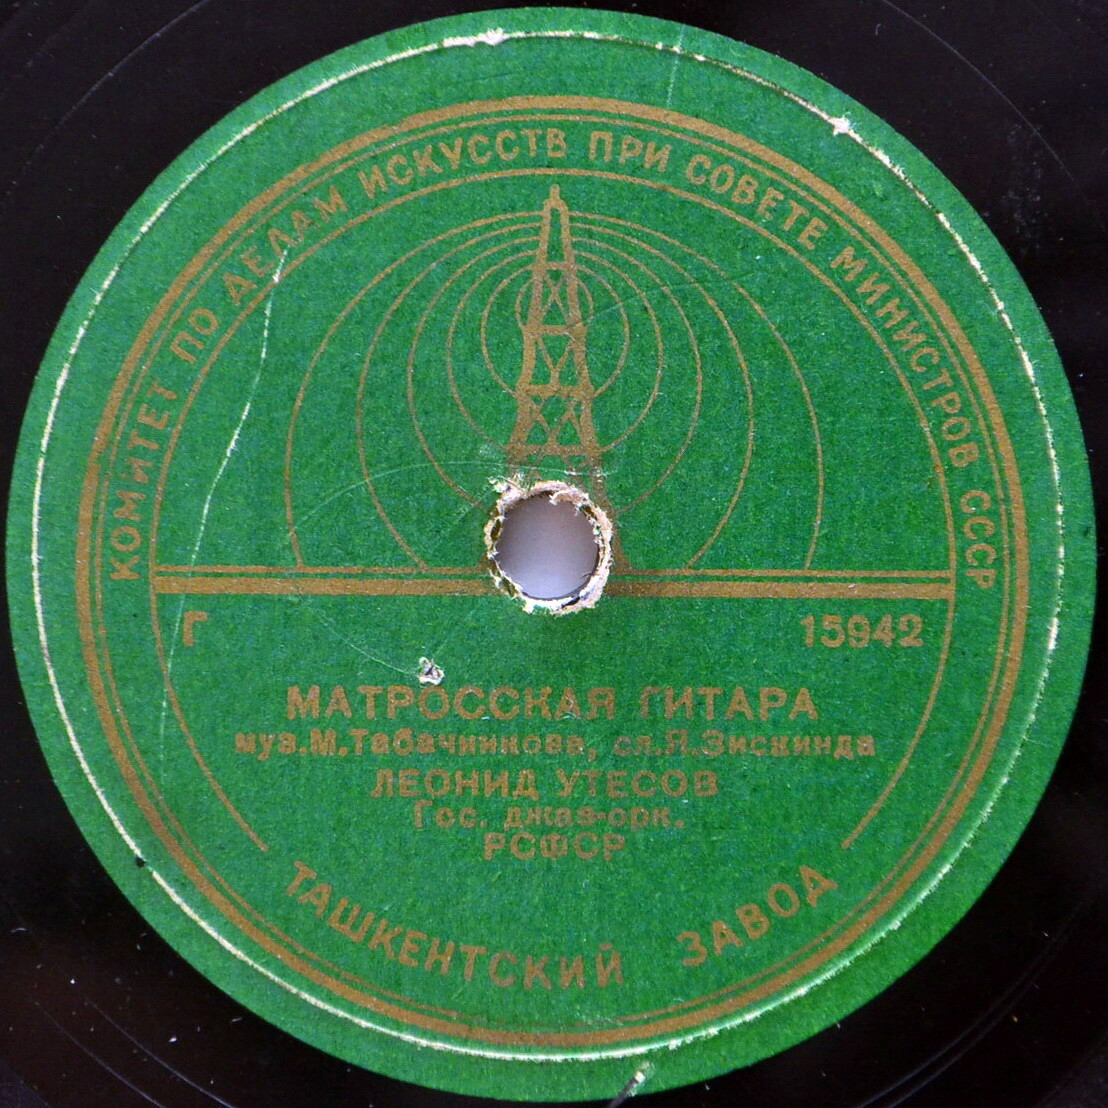 КОМИТЕТ ПО ДЕЛАМ ИСКУССТВ ПРИ СОВЕТЕ МИНИСТРОВ СССР
Г 15942
МАТРОССКАЯ ГИТАРА
муз.М.Табачникова, сл.Я.Зискинда
ЛЕОНИД УТЕСОВ
Гос. джаз-орк.
РСФСР
ТАШКЕНТСКИЙ ЗАВОД